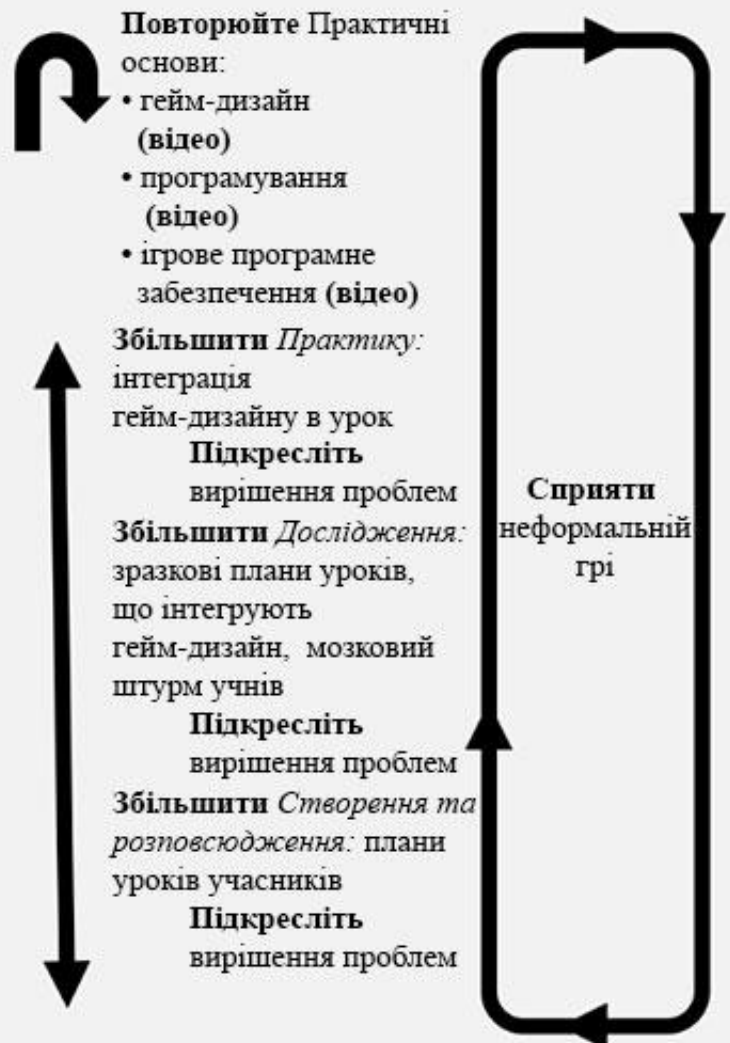 Повторюйте Практичні
основи:
• гейм-дизайн
(відео)
• програмування
(відео)
• ігрове програмне
забезпечення (відео)
Збільшити Практику:
інтеграція
гейм-дизайну в урок
Підкресліть
вирішення проблем
Збільшити Дослідження:
зразкові плани уроків,
що інтегрують
гейм-дизайн, мозковий
штурм учнів
Підкресліть
вирішення проблем
Збільшити Створення та
розповсюдження: плани
уроків учасників
Підкресліть
вирішення проблем
Сприяти
неформальній
грі